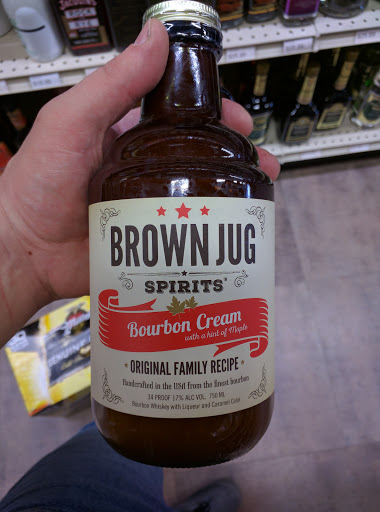 BROWN JUG
SPIRITS
Bourbon Cream
with a hint of Maple
ORIGINAL FAMILY RECIPE
Handcrafted in the USA from the finest bourbon
34 PROOF 17% ALC VOL. 750 ML
Bourbon Whiskey with Liqueur and Caramel Color